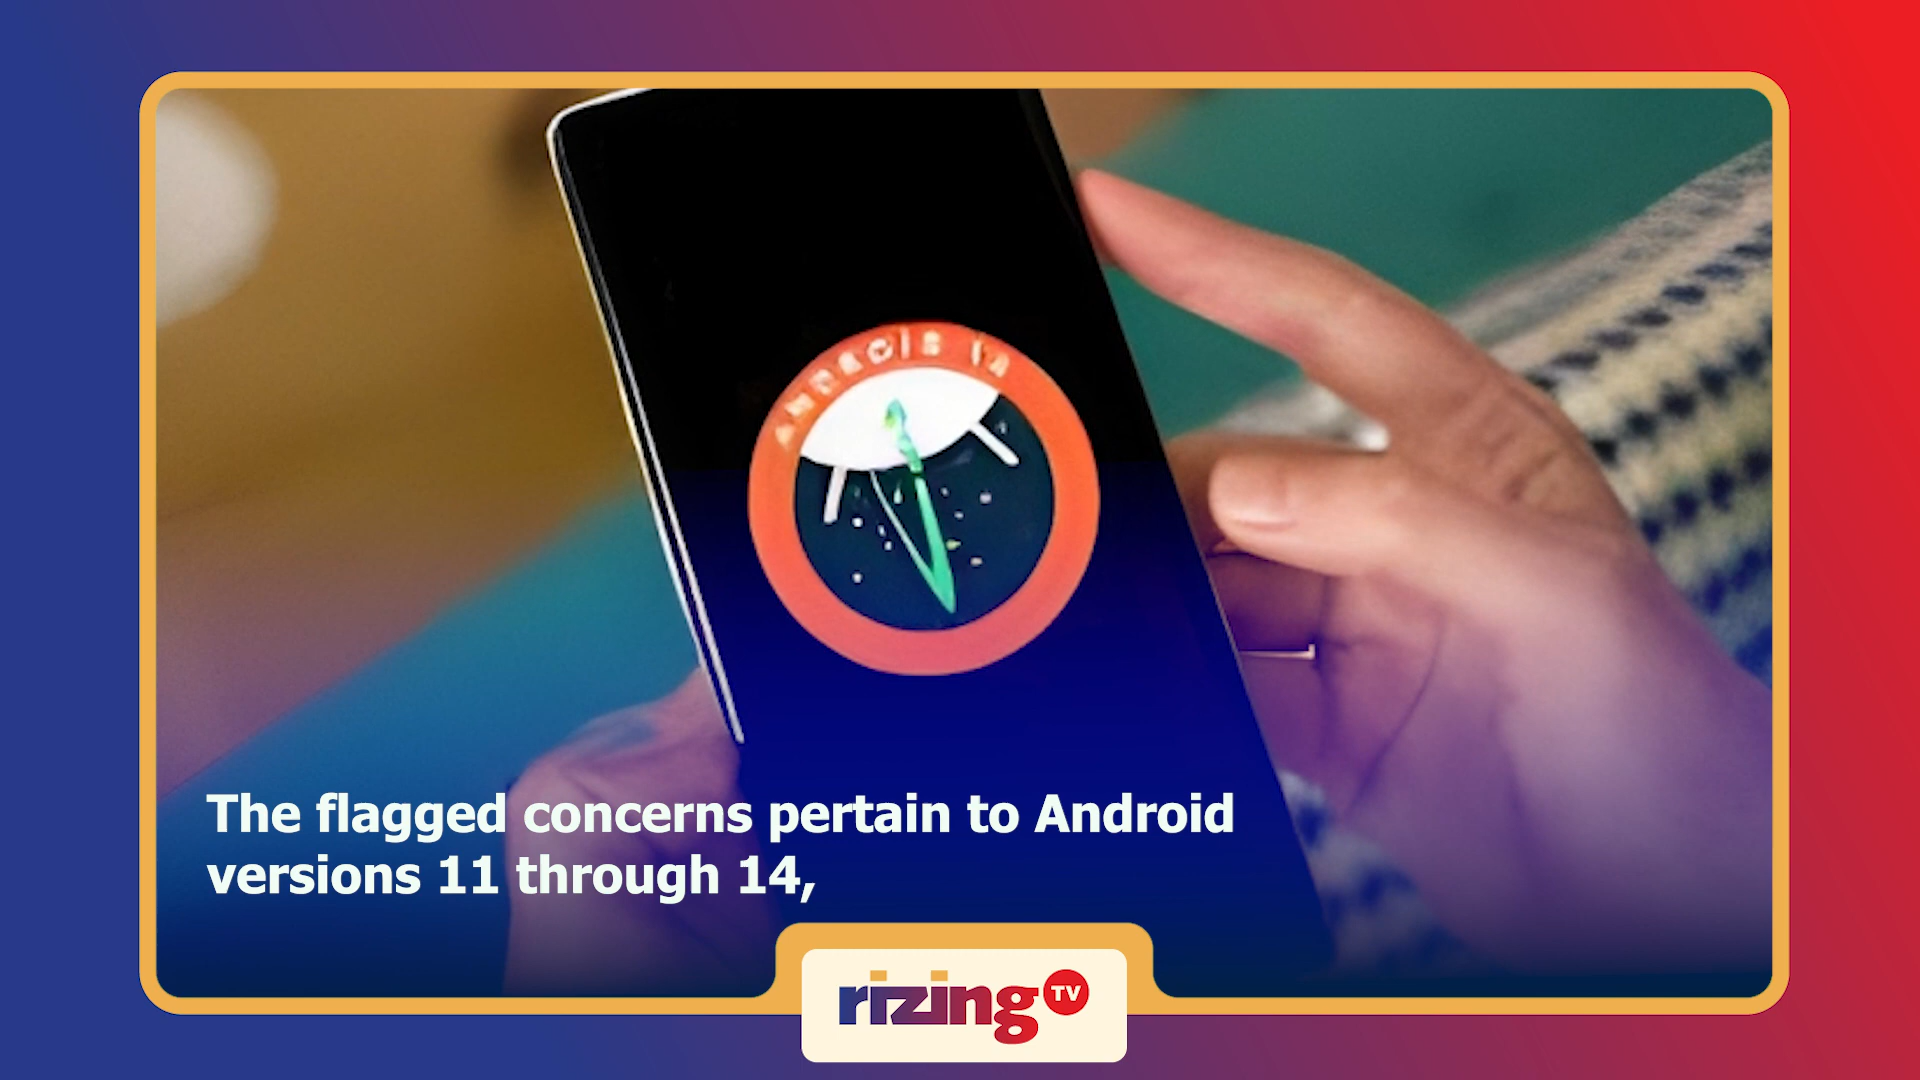 The flagged concerns pertain to Android
versions 11 through 14,
rizing TV